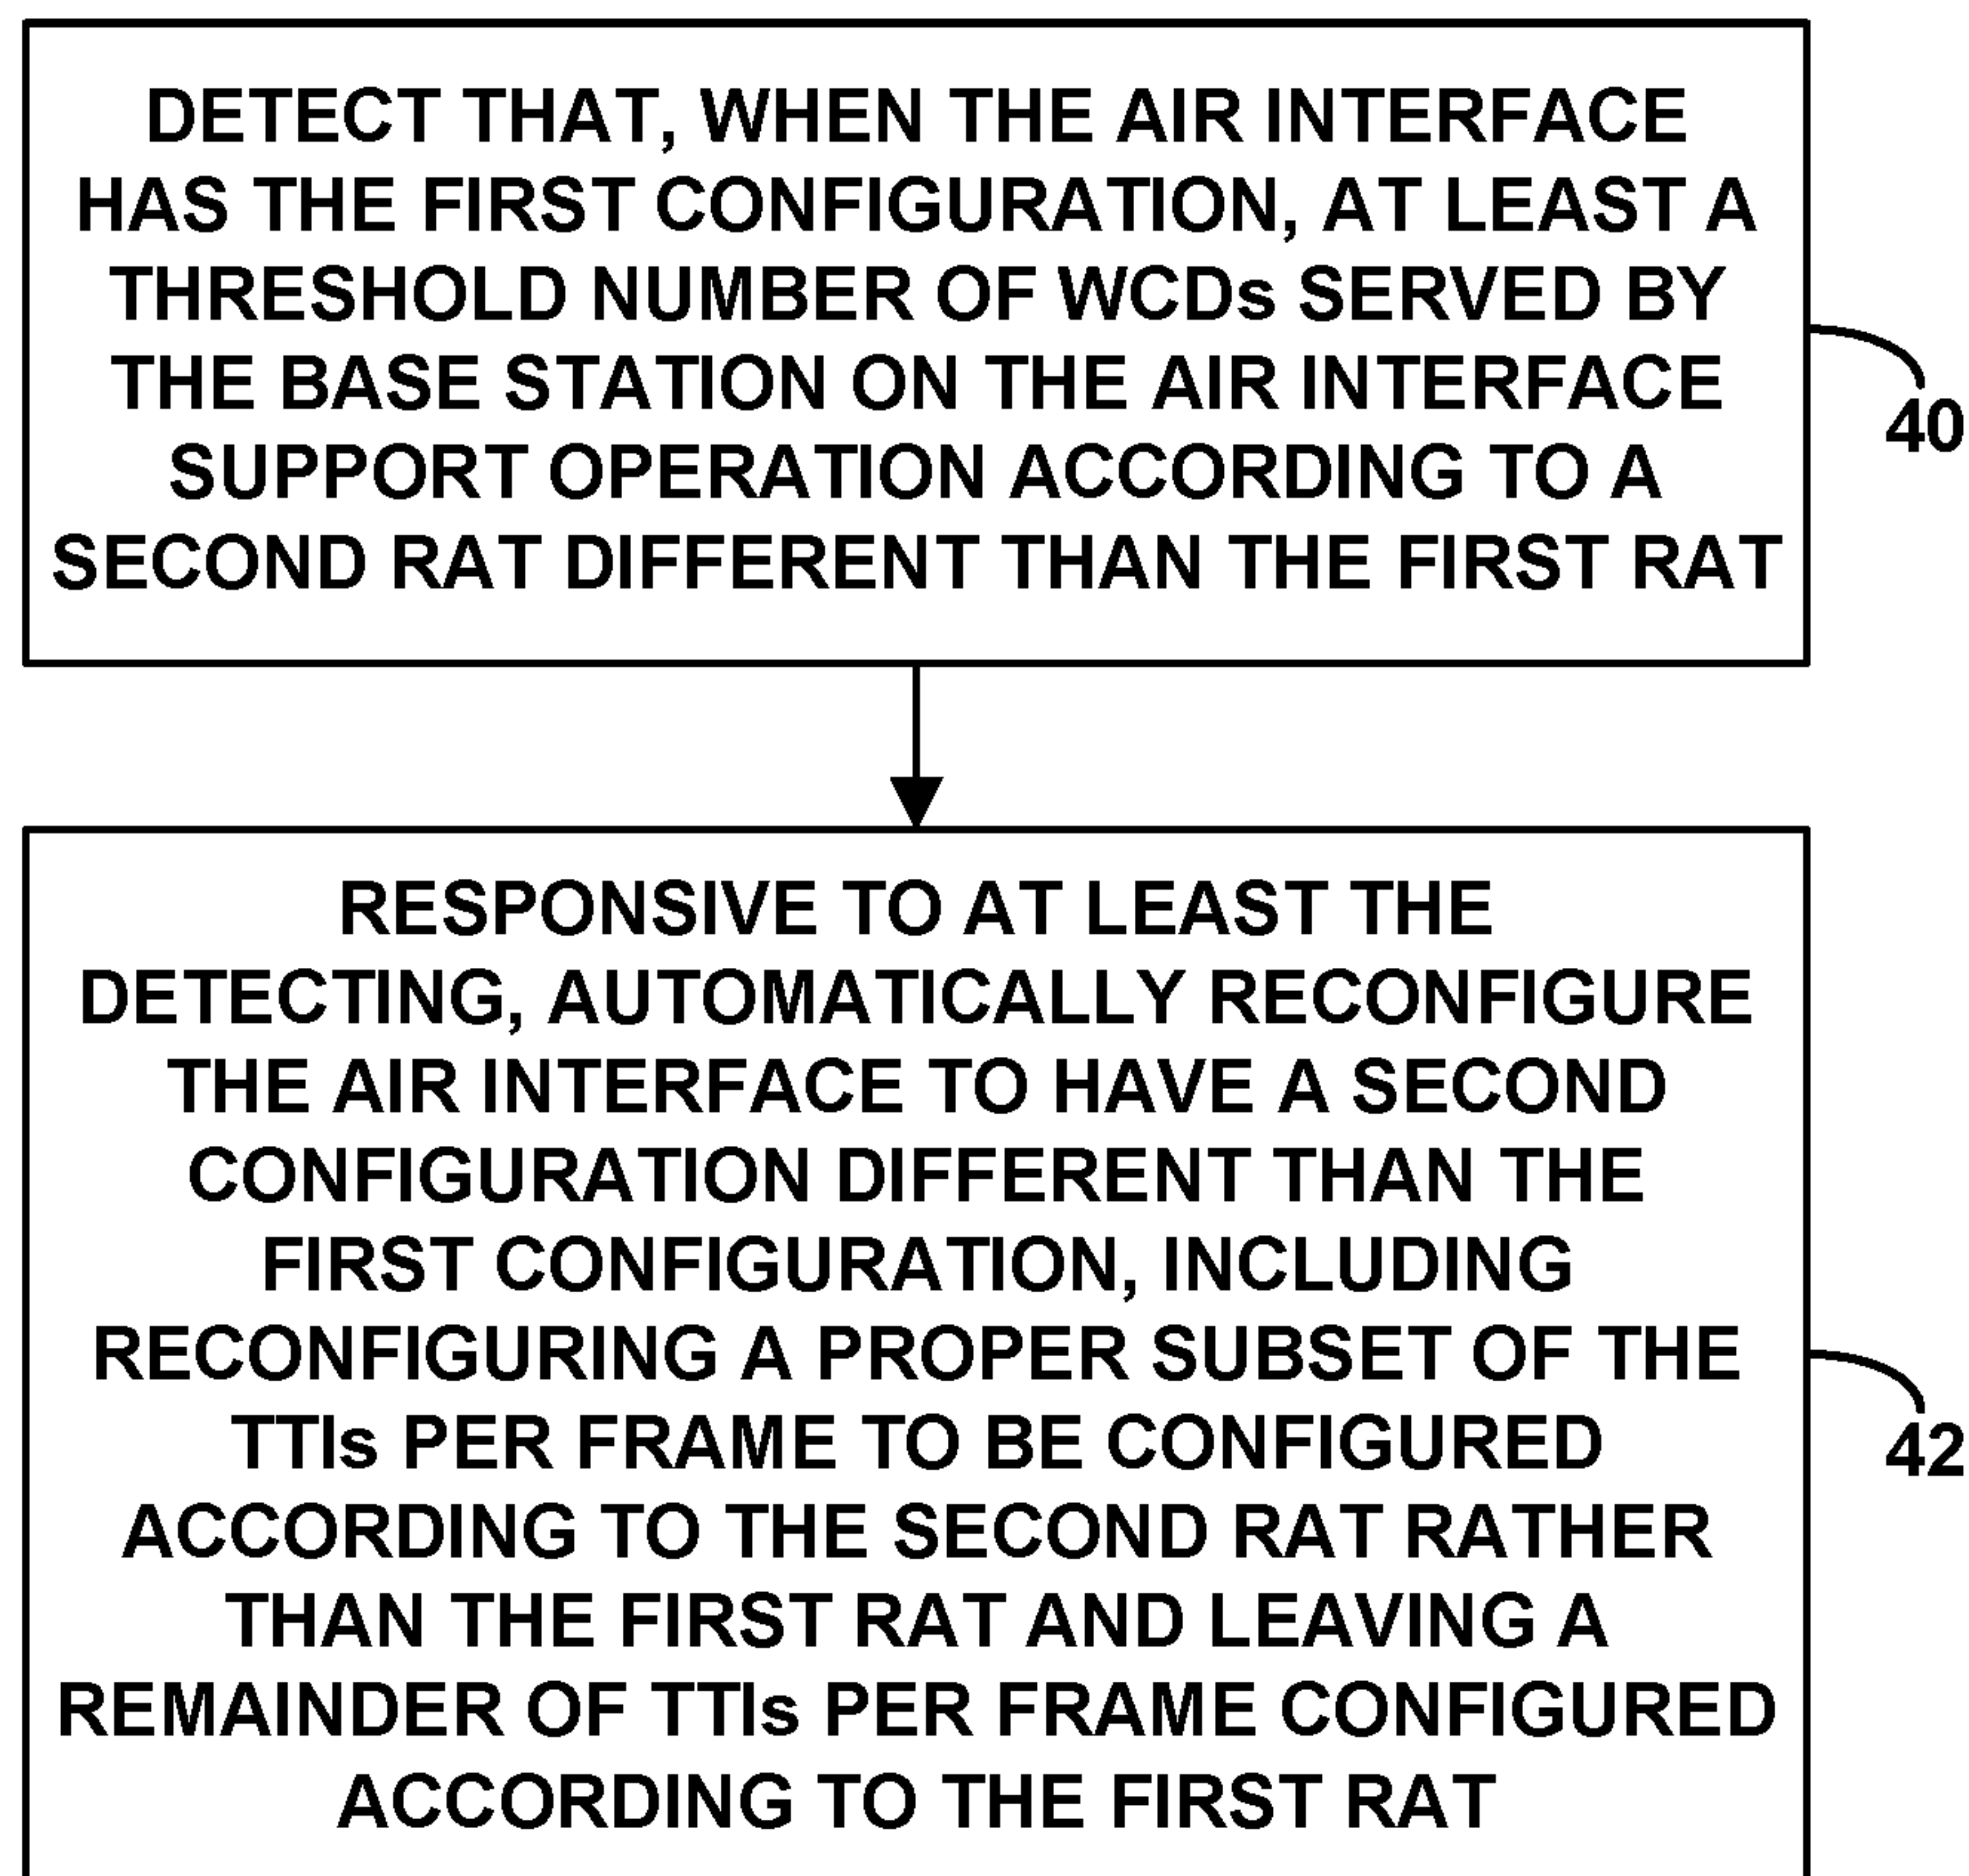 DETECT THAT, WHEN THE AIR INTERFACE
HAS THE FIRST CONFIGURATION, AT LEAST A
THRESHOLD NUMBER OF WCDs SERVED BY
THE BASE STATION ON THE AIR INTERFACE
SUPPORT OPERATION ACCORDING TO A
SECOND RAT DIFFERENT THAN THE FIRST RAT
40
RESPONSIVE TO AT LEAST THE
DETECTING, AUTOMATICALLY RECONFIGURE
THE AIR INTERFACE TO HAVE A SECOND
CONFIGURATION DIFFERENT THAN THE
FIRST CONFIGURATION, INCLUDING
RECONFIGURING A PROPER SUBSET OF THE
TTIs PER FRAME TO BE CONFIGURED
ACCORDING TO THE SECOND RAT RATHER
THAN THE FIRST RAT AND LEAVING A
REMAINDER OF TTIs PER FRAME CONFIGURED
ACCORDING TO THE FIRST RAT
42